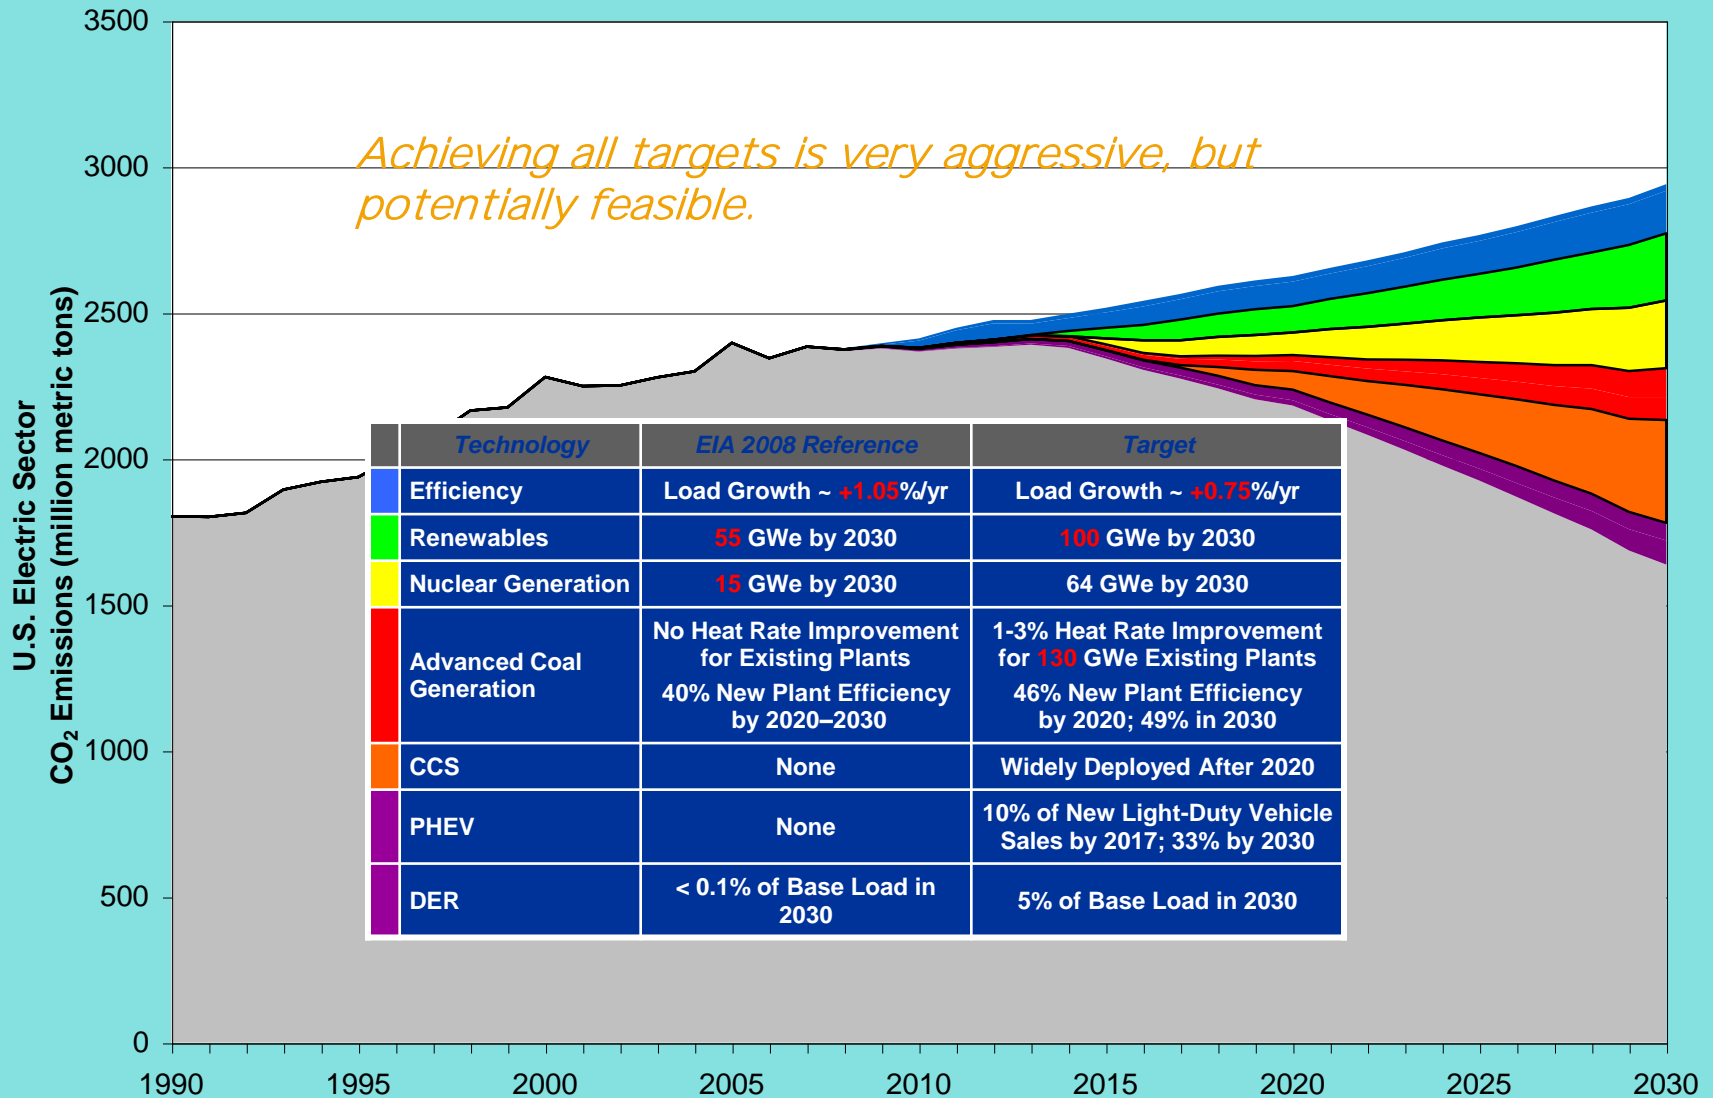 3500
3000
2500
2000
1500
1000
500
0
U.S. Electric Sector
CO₂ Emissions (million metric tons)
Achieving all targets is very aggressive, but
potentially feasible.
Technology EIA 2008 Reference Target
Efficiency Load Growth ~ +1.05%/yr Load Growth ~ +0.75%/yr
Renewables 55 GWe by 2030 100 GWe by 2030
Nuclear Generation 15 GWe by 2030 64 GWe by 2030
Advanced Coal
Generation
No Heat Rate Improvement
for Existing Plants
40% New Plant Efficiency
by 2020–2030
1-3% Heat Rate Improvement
for 130 GWe Existing Plants
46% New Plant Efficiency
by 2020; 49% in 2030
CCS None Widely Deployed After 2020
PHEV None
10% of New Light-Duty Vehicle
Sales by 2017; 33% by 2030
DER
< 0.1% of Base Load in
2030
5% of Base Load in 2030
1990 1995 2000 2005 2010 2015 2020 2025 2030